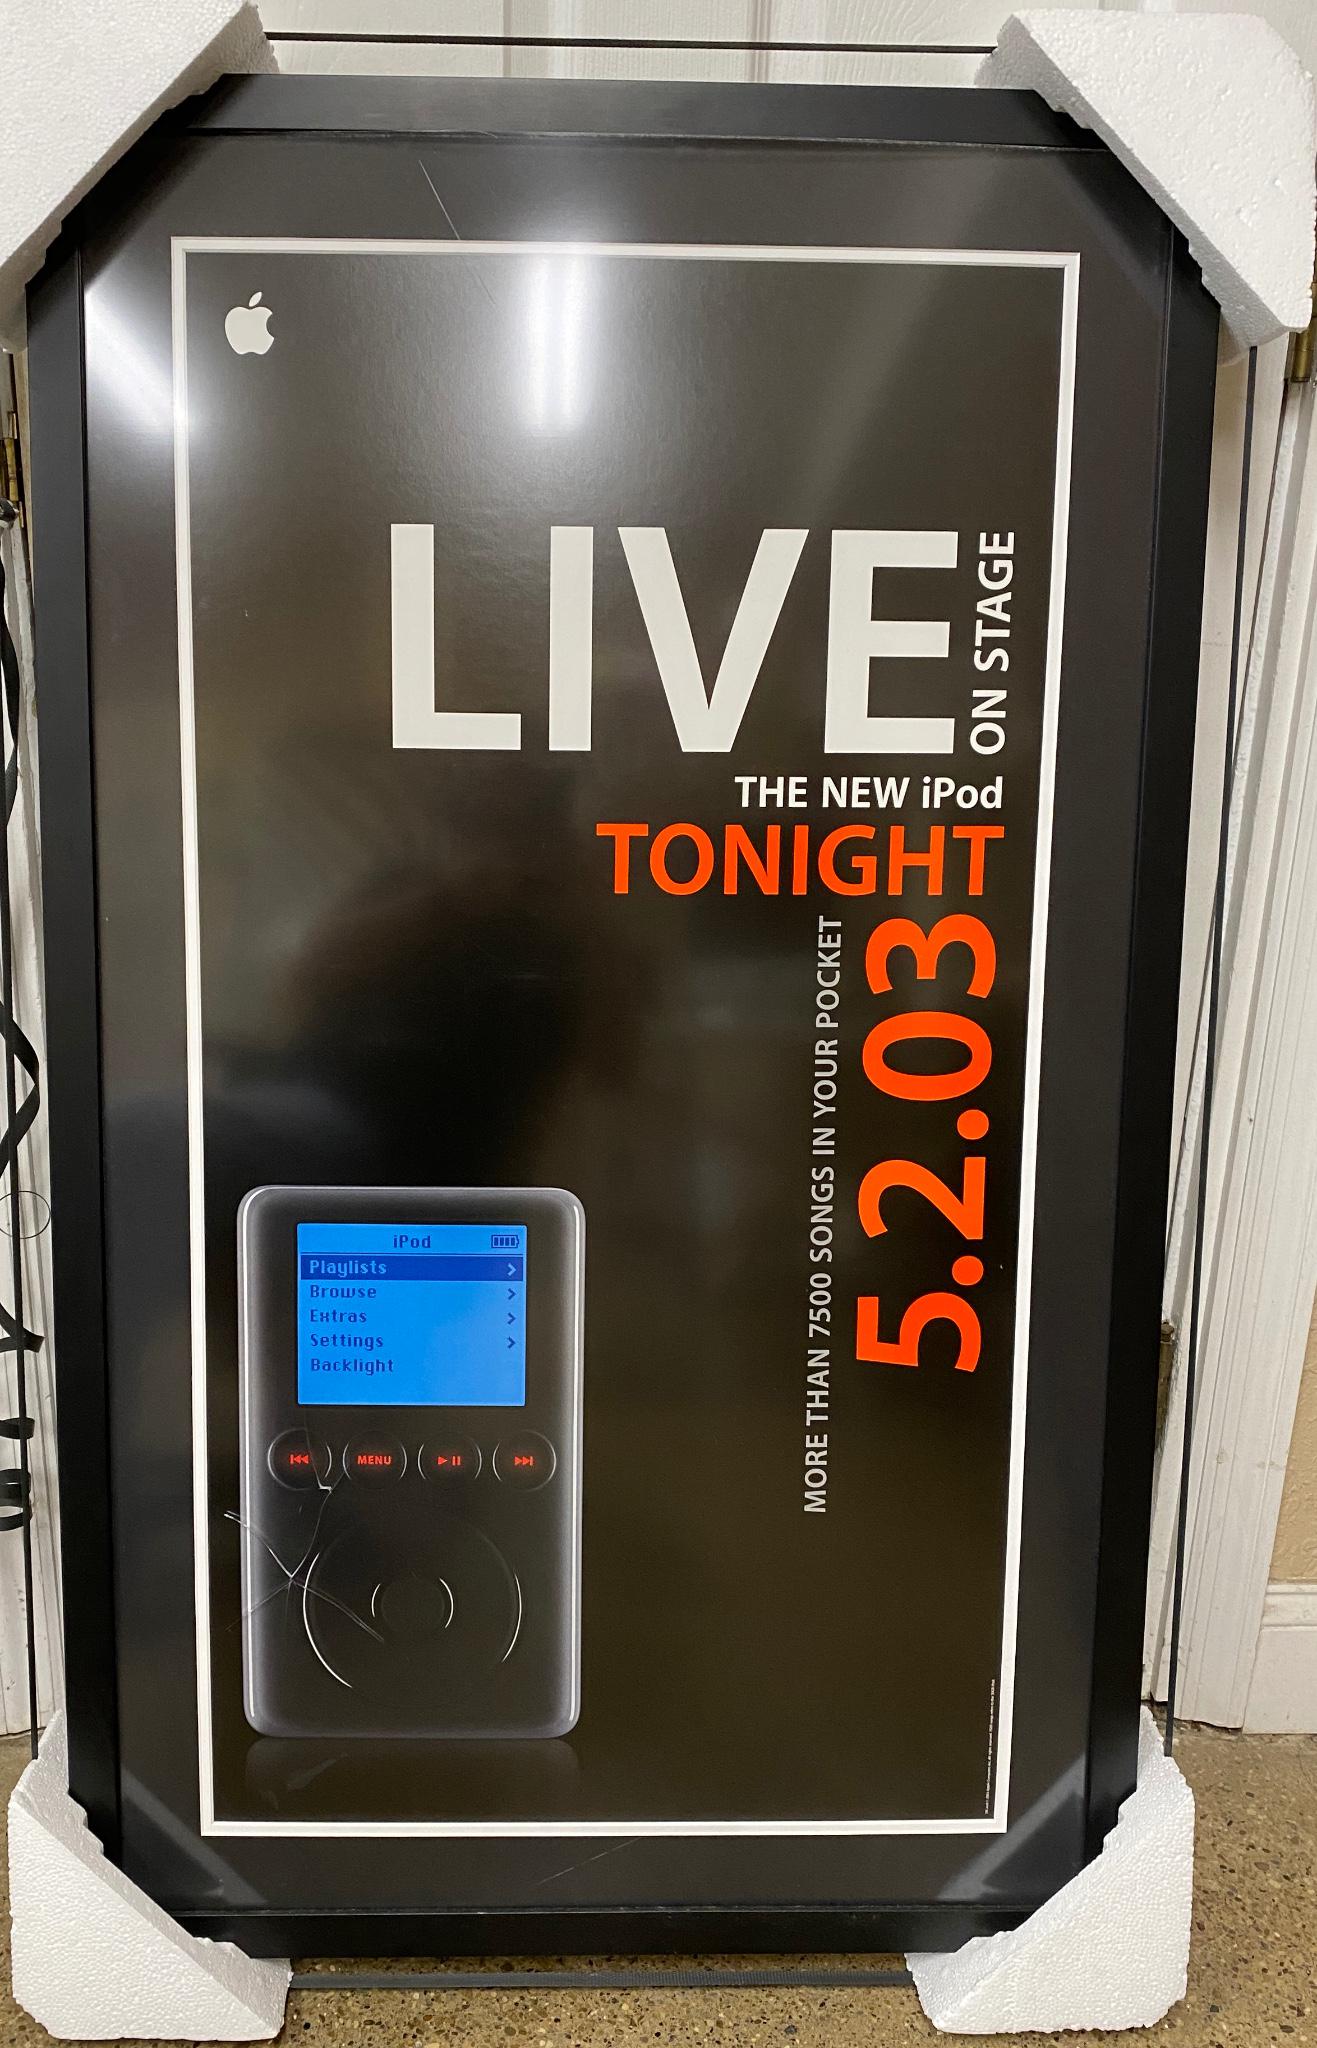 LIVE
ON STAGE
THE NEW iPod
TONIGHT
5.2.03
MORE THAN 7500 SONGS IN YOUR POCKET
iPod
Playlists
Browse
Extras
Settings
Backlight
MENU